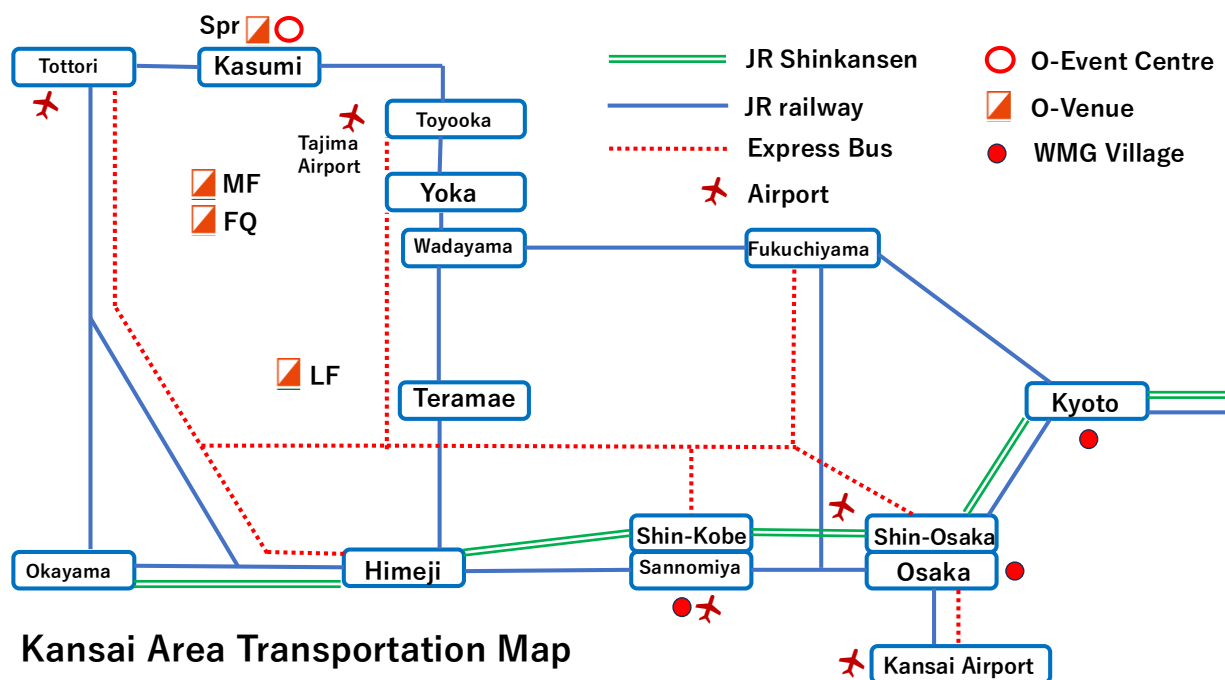 Spr
Tottori
Kasumi
JR Shinkansen
O-Event Centre
JR railway
O-Venue
Toyooka
Tajima
Airport
Express Bus
WMG Village
MF
Yoka
Airport
FQ
Wadayama
Fukuchiyama
LF
Teramae
Kyoto
Shin-Kobe
Shin-Osaka
Okayama
Himeji
Sannomiya
Osaka
Kansai Area Transportation Map
Kansai Airport